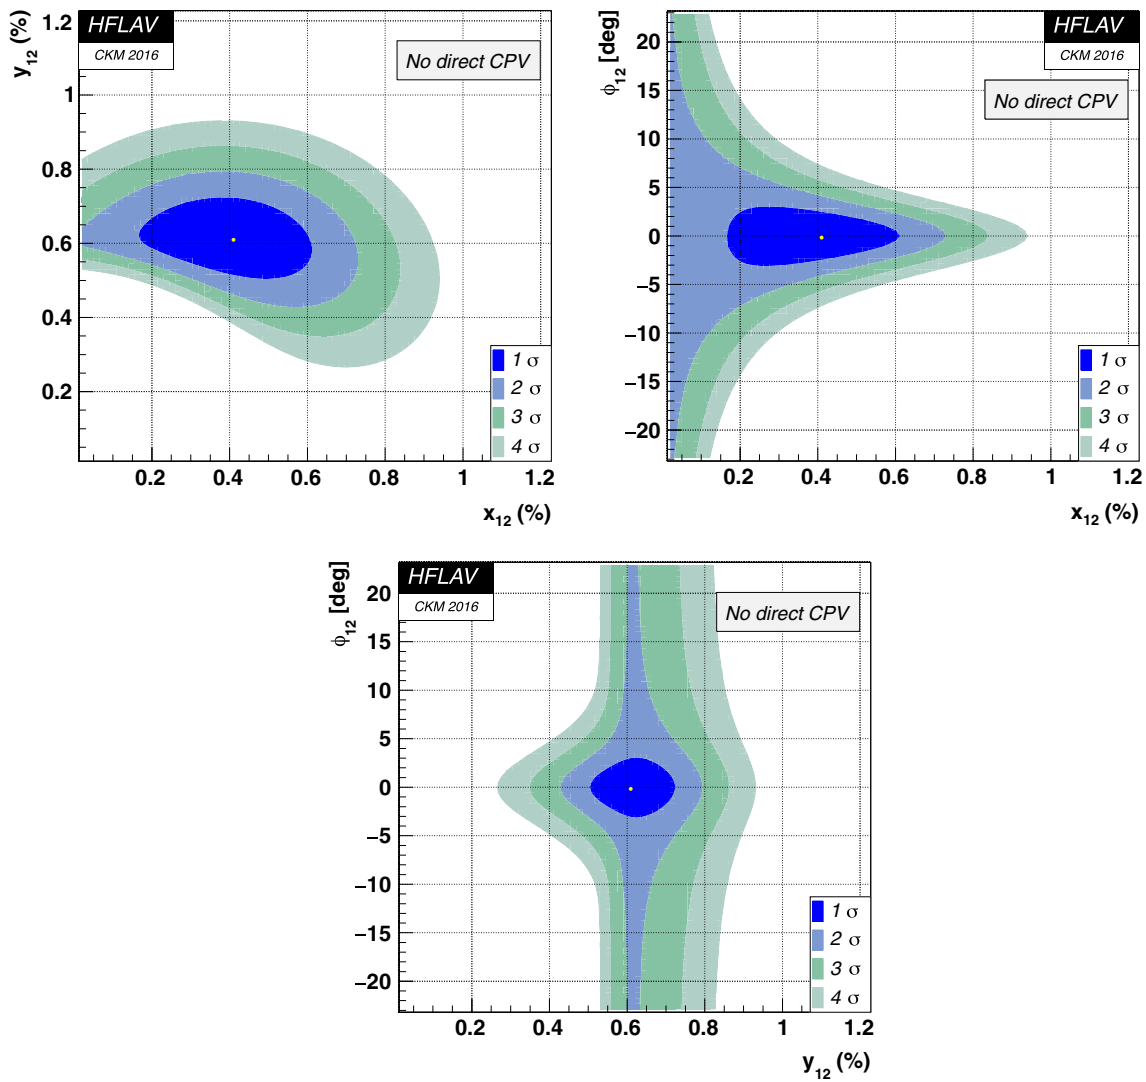 y12 (%)
1.2
1
0.8
0.6
0.4
0.2
HFLAV
CKM 2016
No direct CPV
1 σ
2 σ
3 σ
4 σ
0.2 0.4 0.6 0.8 1 1.2
x12 (%)
ϕ12 [deg]
20
15
10
5
0
−5
−10
−15
−20
HFLAV
CKM 2016
No direct CPV
1 σ
2 σ
3 σ
4 σ
0.2 0.4 0.6 0.8 1 1.2
x12 (%)
ϕ12 [deg]
20
15
10
5
0
−5
−10
−15
−20
HFLAV
CKM 2016
No direct CPV
1 σ
2 σ
3 σ
4 σ
0.2 0.4 0.6 0.8 1 1.2
y12 (%)